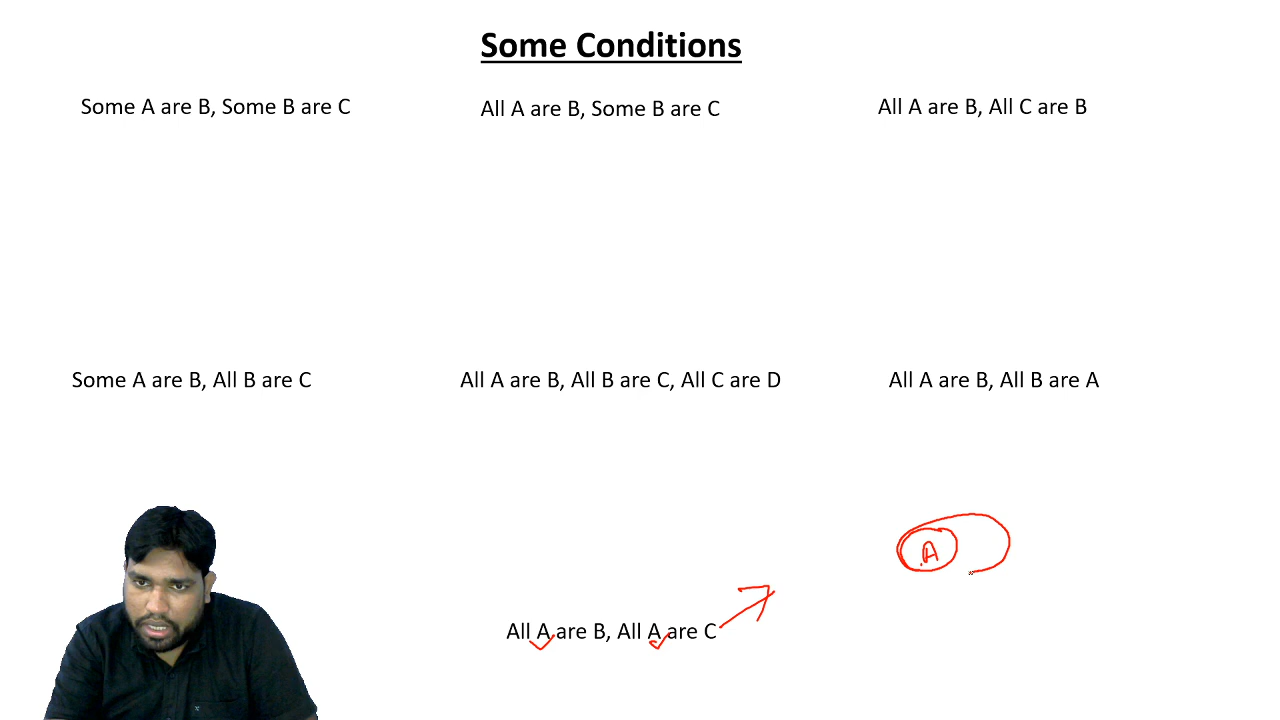 Some Conditions
Some A are B, Some B are C
All A are B, Some B are C
All A are B, All C are B
Some A are B, All B are C
All A are B, All B are C, All C are D
All A are B, All B are A
A
All A are B, All A are C